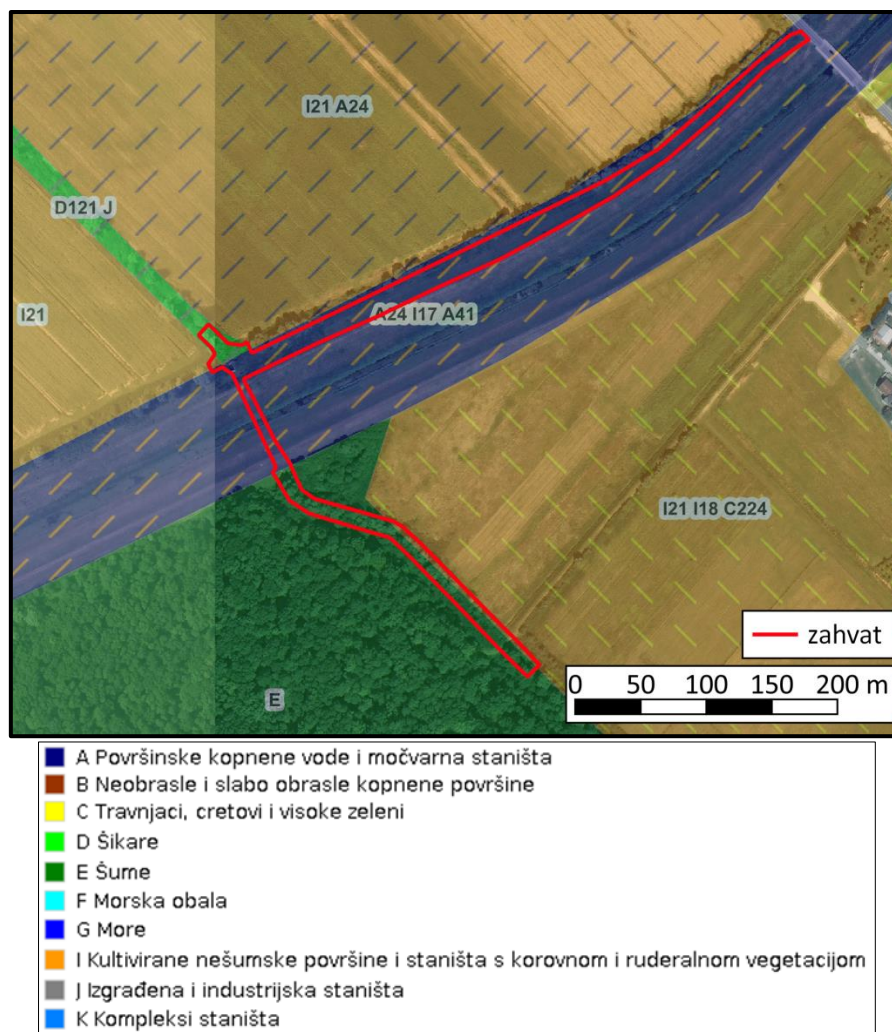 I21 A24
D121 J
I21
A24 I17 A41
I21 I18 C224
E
zahvat
0 50 100 150 200 m
A Površinske kopnene vode i močvarna staništa
B Neobrasle i slabo obrasle kopnene površine
C Travnjaci, cretovi i visoke zeleni
D Šikare
E Šume
F Morska obala
G More
I Kultivirane nešumske površine i staništa s korovnom i ruderalnom vegetacijom
J Izgrađena i industrijska staništa
K Kompleksi staništa